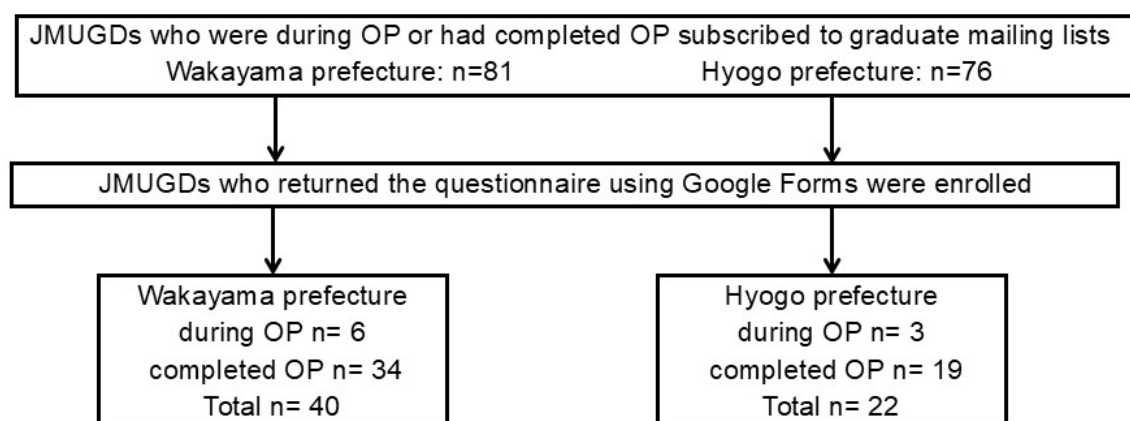 JMUGDs who were during OP or had completed OP subscribed to graduate mailing lists
Wakayama prefecture: n=81 Hyogo prefecture: n=76
JMUGDs who returned the questionnaire using Google Forms were enrolled
Wakayama prefecture
during OP n= 6
completed OP n= 34
Total n= 40
Hyogo prefecture
during OP n= 3
completed OP n= 19
Total n= 22